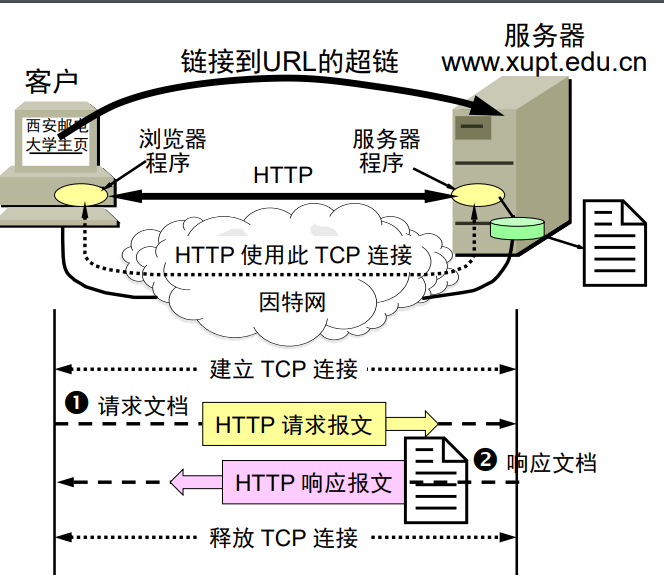 服务器
www.xupt.edu.cn
链接到URL的超链
客户
西安邮电
大学主页
浏览器
程序
服务器
程序
HTTP
HTTP 使用此 TCP 连接
因特网
建立 TCP 连接
❶ 请求文档
HTTP 请求报文
❷ 响应文档
HTTP 响应报文
释放 TCP 连接